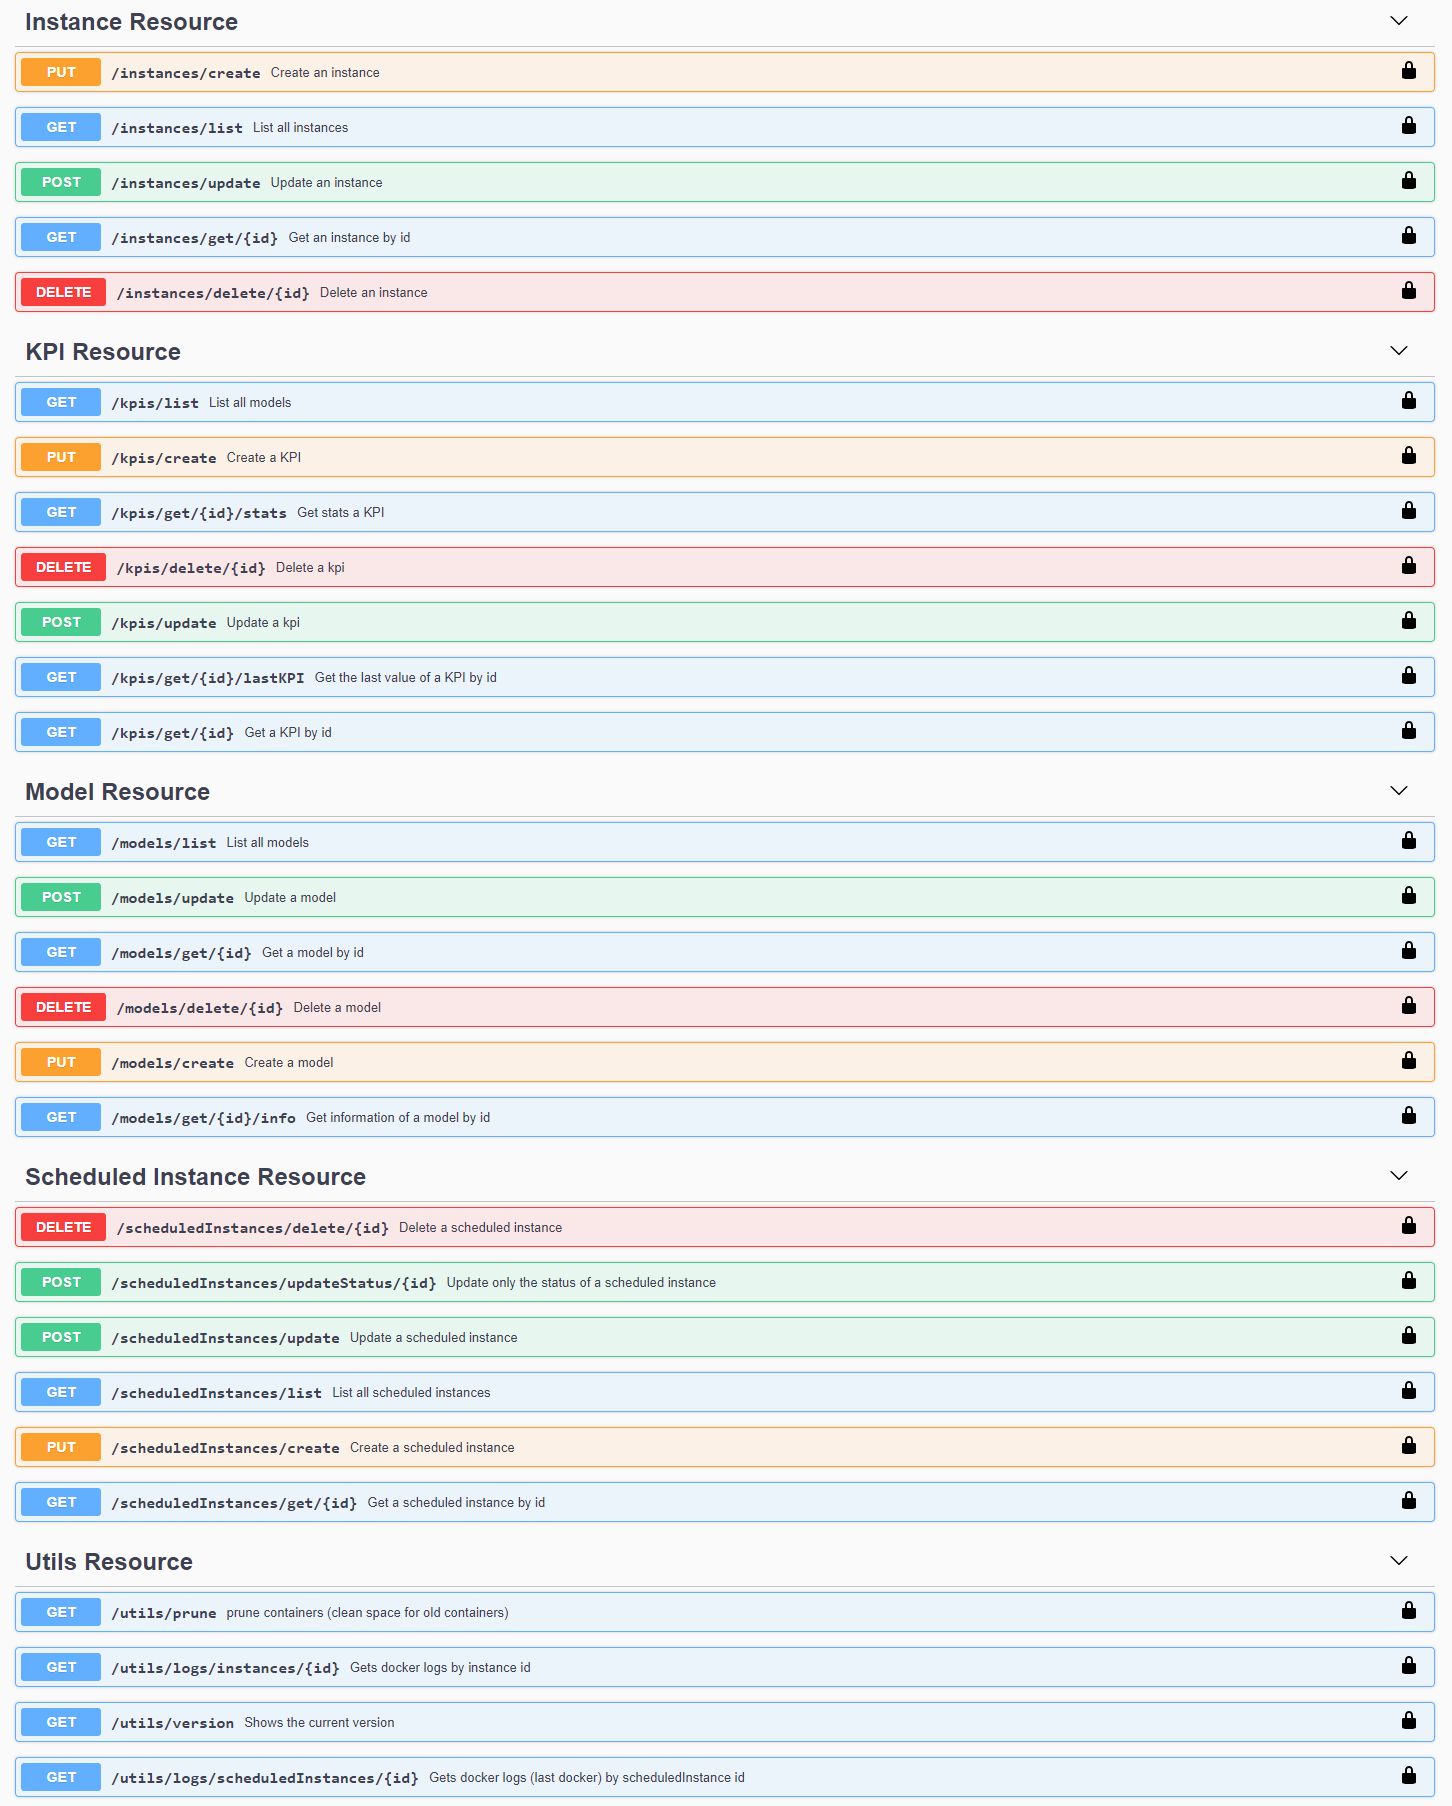 Instance Resource
PUT /instances/create Create an instance
GET /instances/list List all instances
POST /instances/update Update an instance
GET /instances/get/{id} Get an instance by id
DELETE /instances/delete/{id} Delete an instance
KPI Resource
GET /kpis/list List all models
PUT /kpis/create Create a KPI
GET /kpis/get/{id}/stats Get stats a KPI
DELETE /kpis/delete/{id} Delete a kpi
POST /kpis/update Update a kpi
GET /kpis/get/{id}/lastKPI Get the last value of a KPI by id
GET /kpis/get/{id} Get a KPI by id
Model Resource
GET /models/list List all models
POST /models/update Update a model
GET /models/get/{id} Get a model by id
DELETE /models/delete/{id} Delete a model
PUT /models/create Create a model
GET /models/get/{id}/info Get information of a model by id
Scheduled Instance Resource
DELETE /scheduledInstances/delete/{id} Delete a scheduled instance
POST /scheduledInstances/updateStatus/{id} Update only the status of a scheduled instance
POST /scheduledInstances/update Update a scheduled instance
GET /scheduledInstances/list List all scheduled instances
PUT /scheduledInstances/create Create a scheduled instance
GET /scheduledInstances/get/{id} Get a scheduled instance by id
Utils Resource
GET /utils/prune prune containers (clean space for old containers)
GET /utils/logs/instances/{id} Gets docker logs by instance id
GET /utils/version Shows the current version
GET /utils/logs/scheduledInstances/{id} Gets docker logs (last docker) by scheduledInstance id